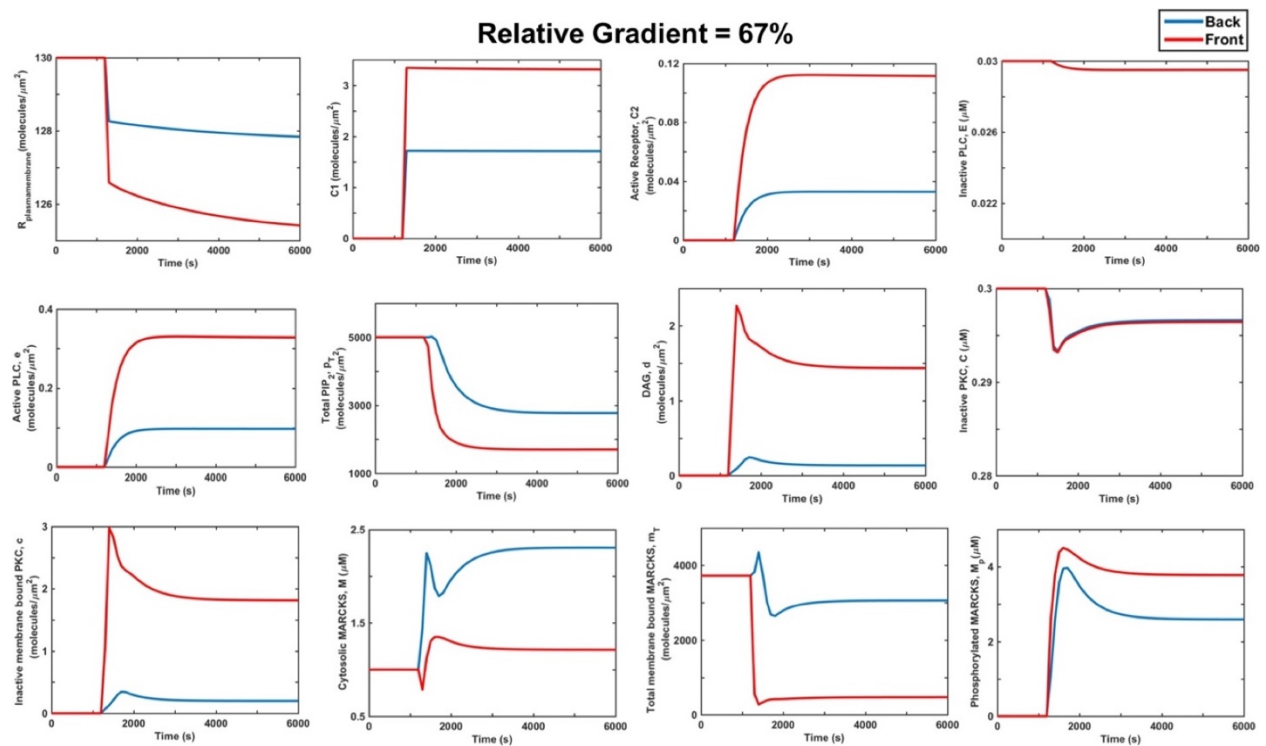 Relative Gradient = 67%
Back
Front
R_plasmamembrane (molecules/μm²)
130
128
126
0
2000
4000
6000
Time (s)
C1 (molecules/μm²)
3
2
1
0
0
2000
4000
6000
Time (s)
Active Receptor, C2
(molecules/μm²)
0.12
0.08
0.04
0
0
2000
4000
6000
Time (s)
Inactive PLC, E (μM)
0.03
0.026
0.022
0
2000
4000
6000
Time (s)
Active PLC, e
(molecules/μm²)
0.4
0.2
0
0
2000
4000
6000
Time (s)
Total PIP₂, p_T
(molecules/μm²)
5000
3000
1000
0
2000
4000
6000
Time (s)
DAG, d
(molecules/μm²)
2
1
0
0
2000
4000
6000
Time (s)
Inactive PKC, C (μM)
0.3
0.29
0.28
0
2000
4000
6000
Time (s)
Inactive membrane bound PKC, c
(molecules/μm²)
3
2
1
0
0
2000
4000
6000
Time (s)
Cytosolic MARCKS, M (μM)
2.5
1.5
0.5
0
2000
4000
6000
Time (s)
Total membrane bound MARCKS, m_T
(molecules/μm²)
4000
2000
0
0
2000
4000
6000
Time (s)
Phosphorylated MARCKS, M_p(μM)
4
2
0
0
2000
4000
6000
Time (s)